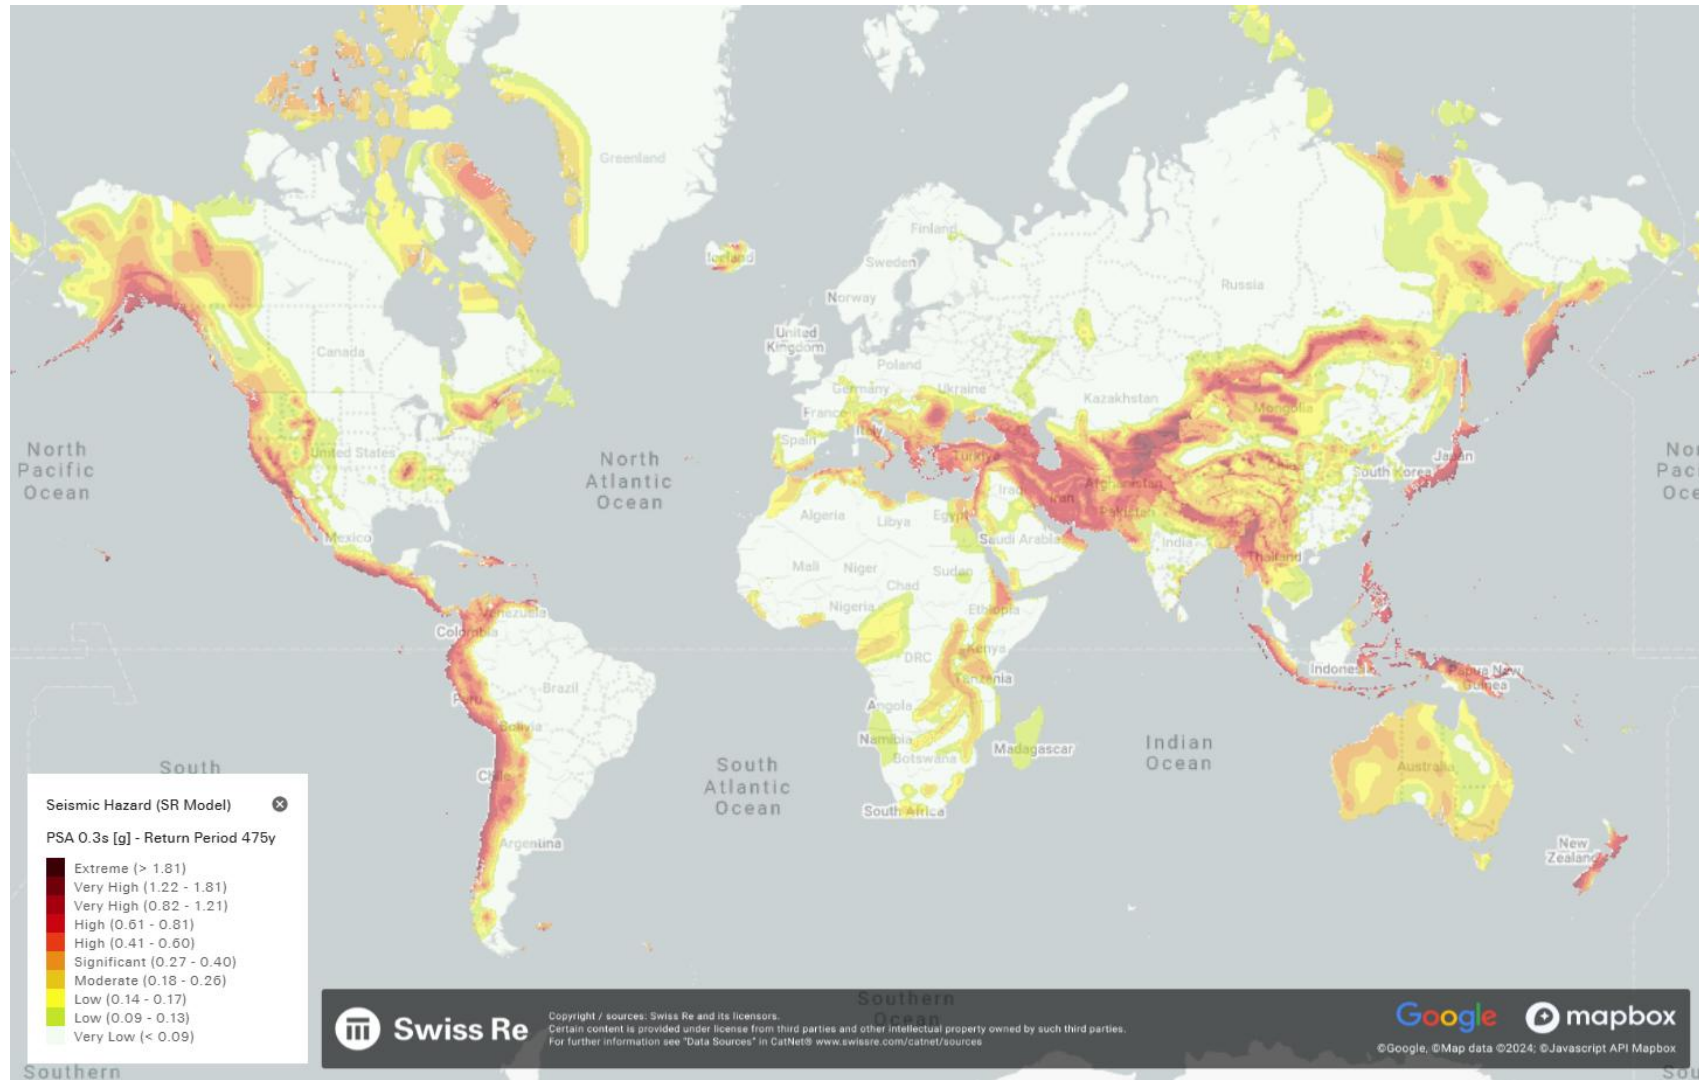 Greenland
Iceland
Finland
Sweden
Norway
Russia
United
Kingdom
Canada
Poland
Germany
Ukraine
Kazakhstan
France
Mongolia
Italy
Spain
North
Pacific
Ocean
United States
North
Atlantic
Ocean
Türkiye
South Korea
Japan
Iraq
Iran
Afghanistan
Pakistan
Algeria
Libya
Egypt
Saudi Arabia
India
Mexico
Thailand
Mali
Niger
Chad
Sudan
Nigeria
Ethiopia
Venezuela
Colombia
DRC
Kenya
Tanzania
Indonesia
Papua New
Guinea
Brazil
Peru
Angola
Bolivia
Namibia
Botswana
Madagascar
Indian
Ocean
Australia
South
South
Atlantic
Ocean
Chile
South Africa
Argentina
New
Zealand
Seismic Hazard (SR Model)
PSA 0.3s [g] - Return Period 475y
Extreme (> 1.81)
Very High (1.22 - 1.81)
Very High (0.82 - 1.21)
High (0.61 - 0.81)
High (0.41 - 0.60)
Significant (0.27 - 0.40)
Moderate (0.18 - 0.26)
Low (0.14 - 0.17)
Low (0.09 - 0.13)
Very Low (< 0.09)
Southern
Southern
Ocean
Swiss Re
Copyright / sources: Swiss Re and its licensors.
Certain content is provided under license from third parties and other intellectual property owned by such third parties.
For further information see "Data Sources" in CatNet® www.swissre.com/catnet/sources
Google
mapbox
©Google, ©Map data ©2024; ©Javascript API Mapbox